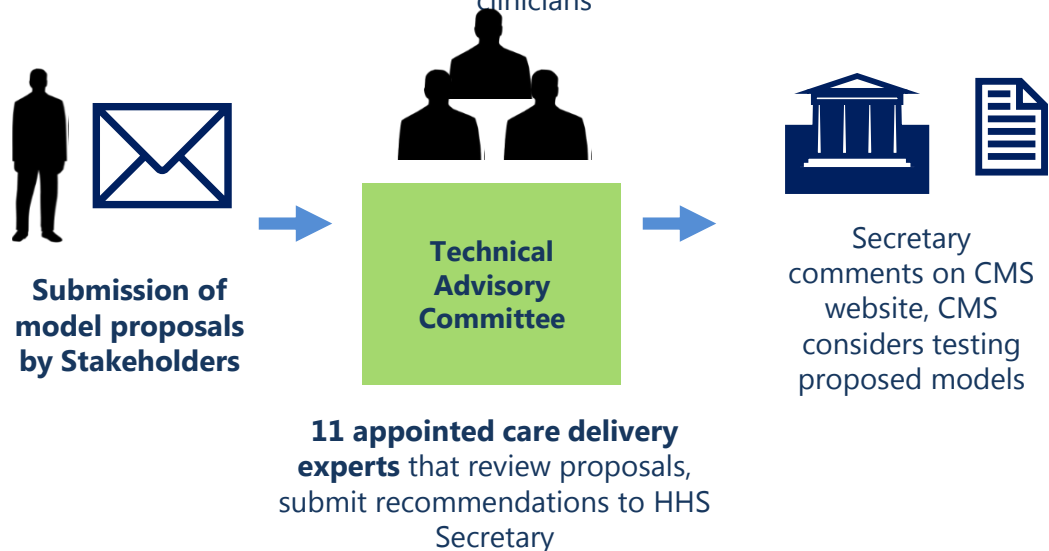 clinicians
Submission of
model proposals
by Stakeholders
Technical
Advisory
Committee
11 appointed care delivery
experts that review proposals,
submit recommendations to HHS
Secretary
Secretary
comments on CMS
website, CMS
considers testing
proposed models